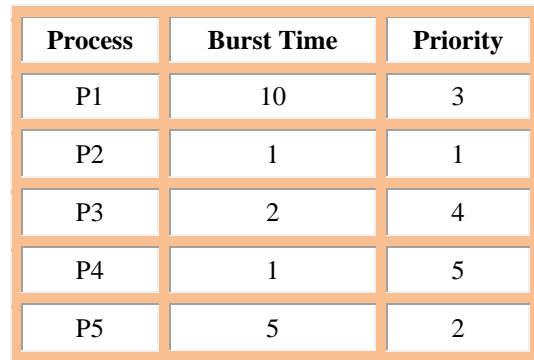 Process Burst Time Priority
P1 10 3
P2 1 1
P3 2 4
P4 1 5
P5 5 2